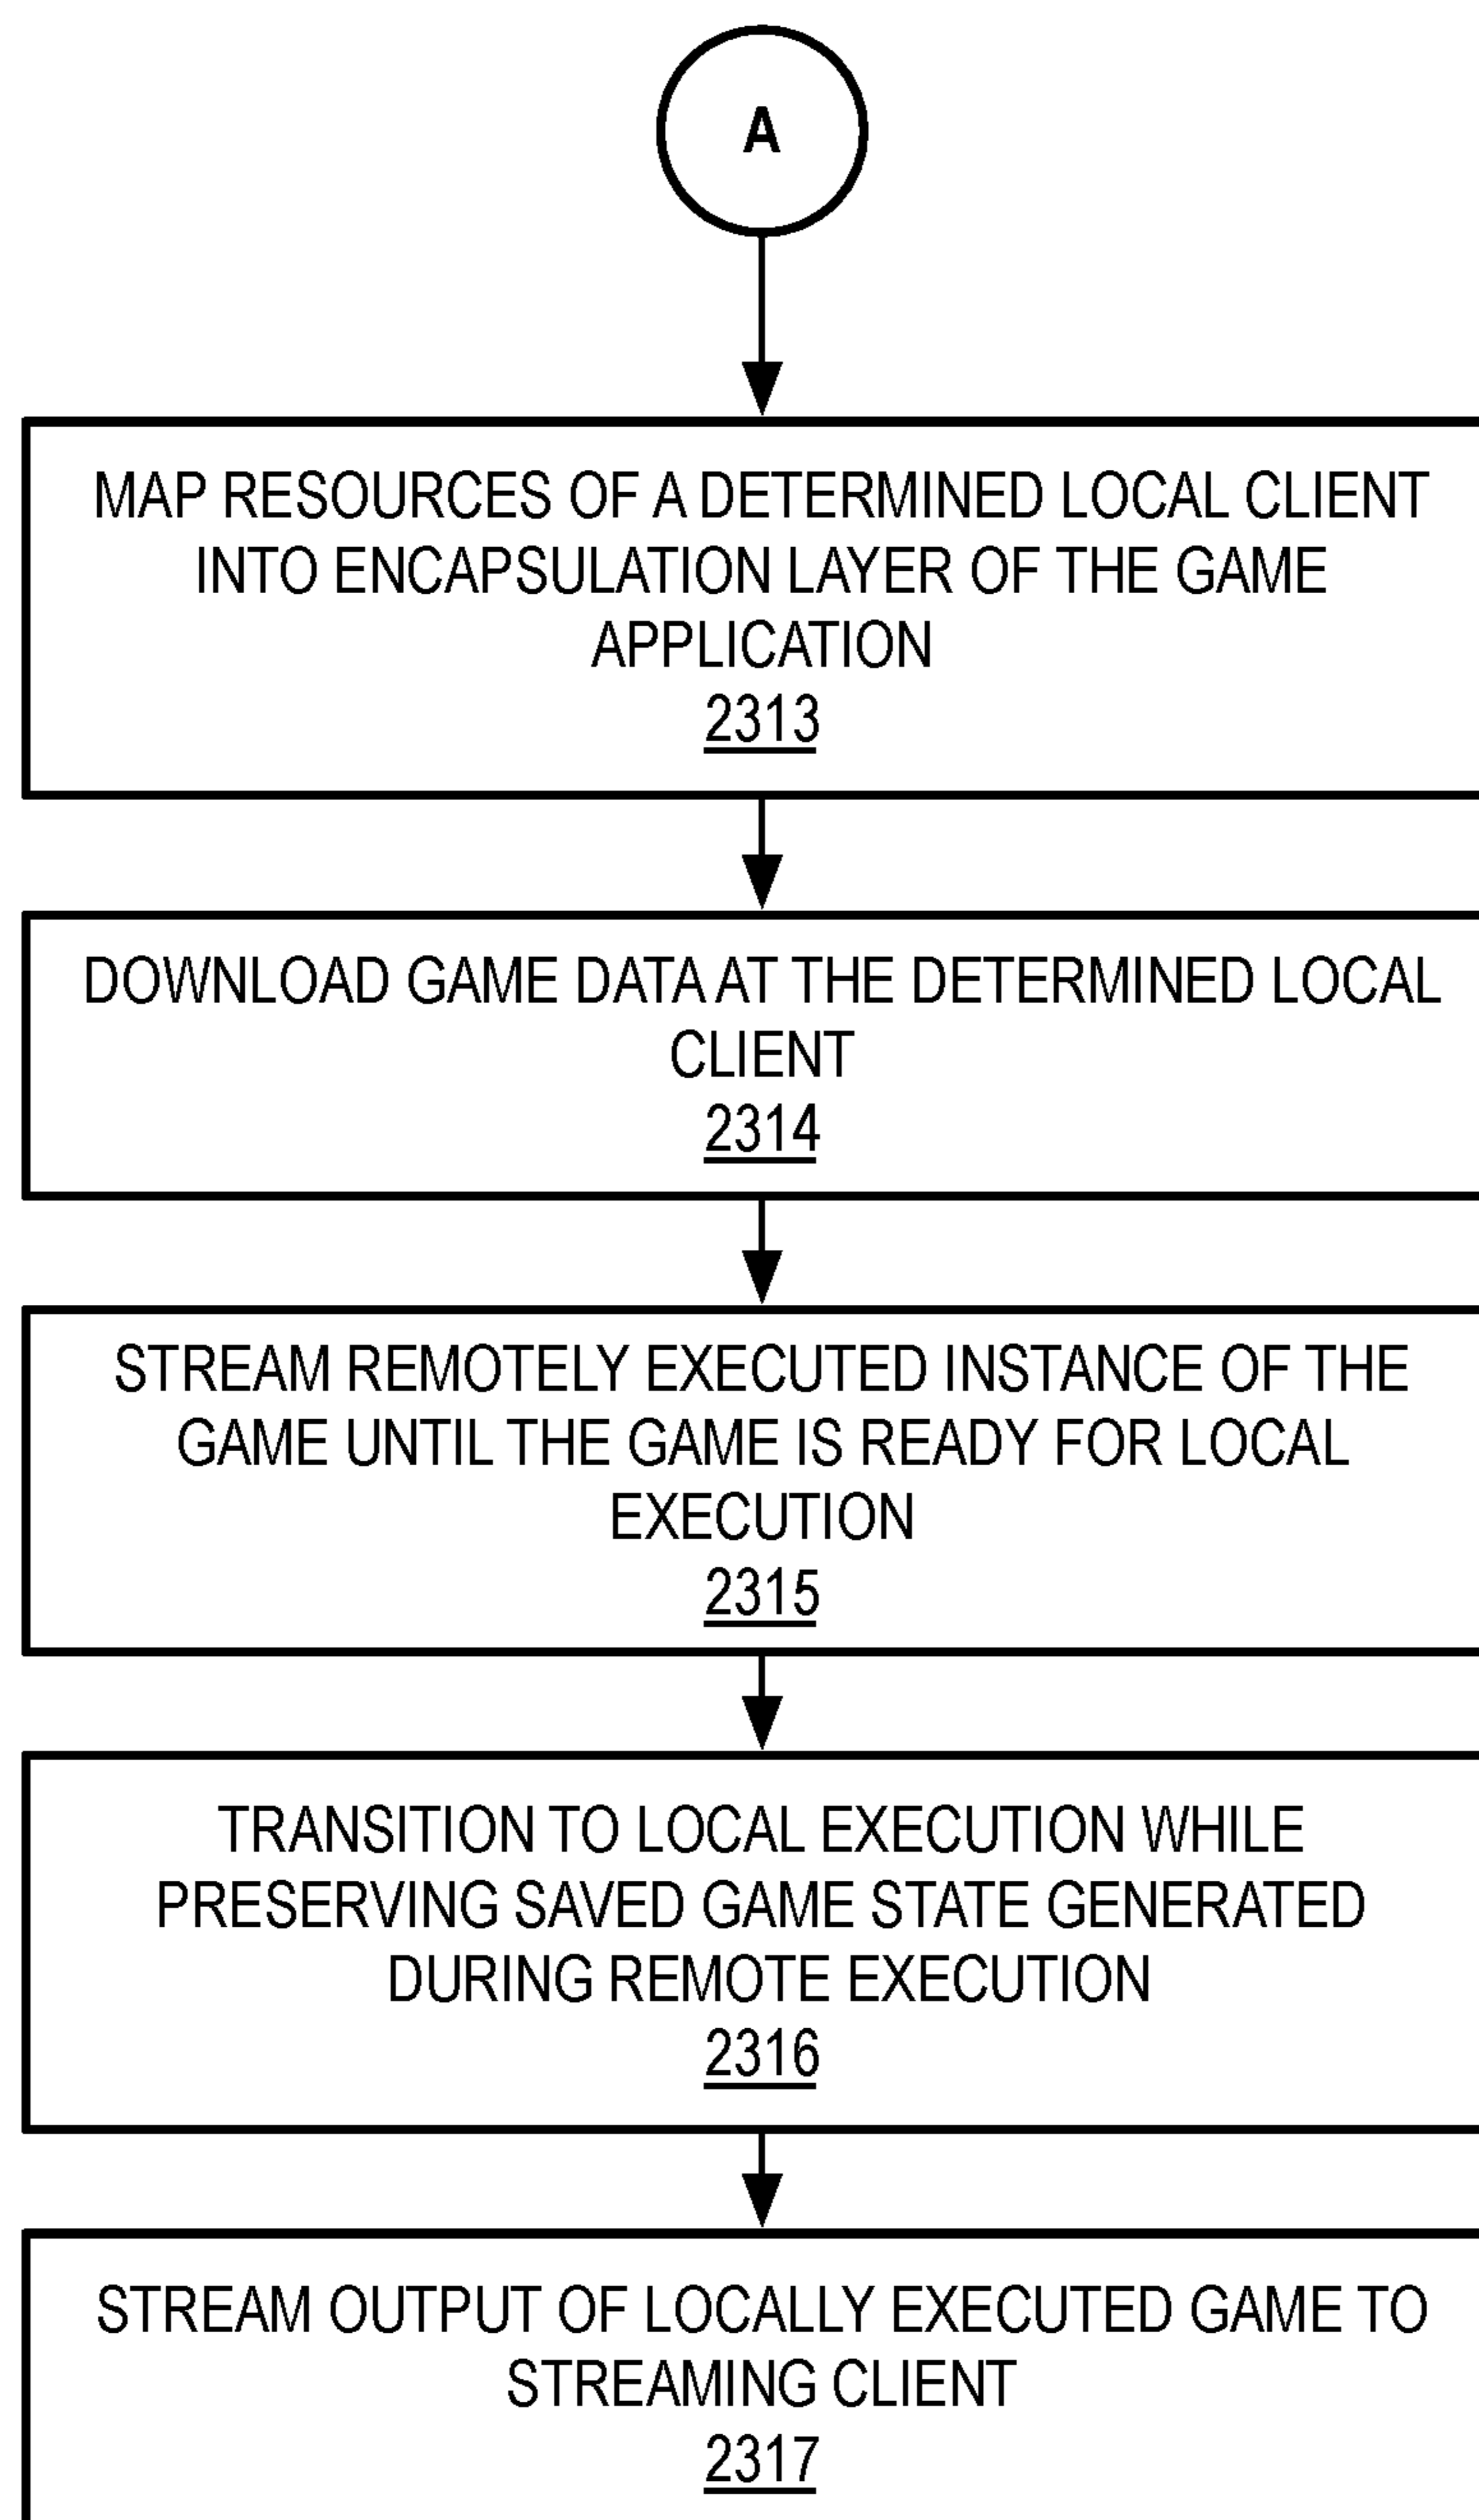 A
MAP RESOURCES OF A DETERMINED LOCAL CLIENT
INTO ENCAPSULATION LAYER OF THE GAME
APPLICATION
2313
DOWNLOAD GAME DATA AT THE DETERMINED LOCAL
CLIENT
2314
STREAM REMOTELY EXECUTED INSTANCE OF THE
GAME UNTIL THE GAME IS READY FOR LOCAL
EXECUTION
2315
TRANSITION TO LOCAL EXECUTION WHILE
PRESERVING SAVED GAME STATE GENERATED
DURING REMOTE EXECUTION
2316
STREAM OUTPUT OF LOCALLY EXECUTED GAME TO
STREAMING CLIENT
2317